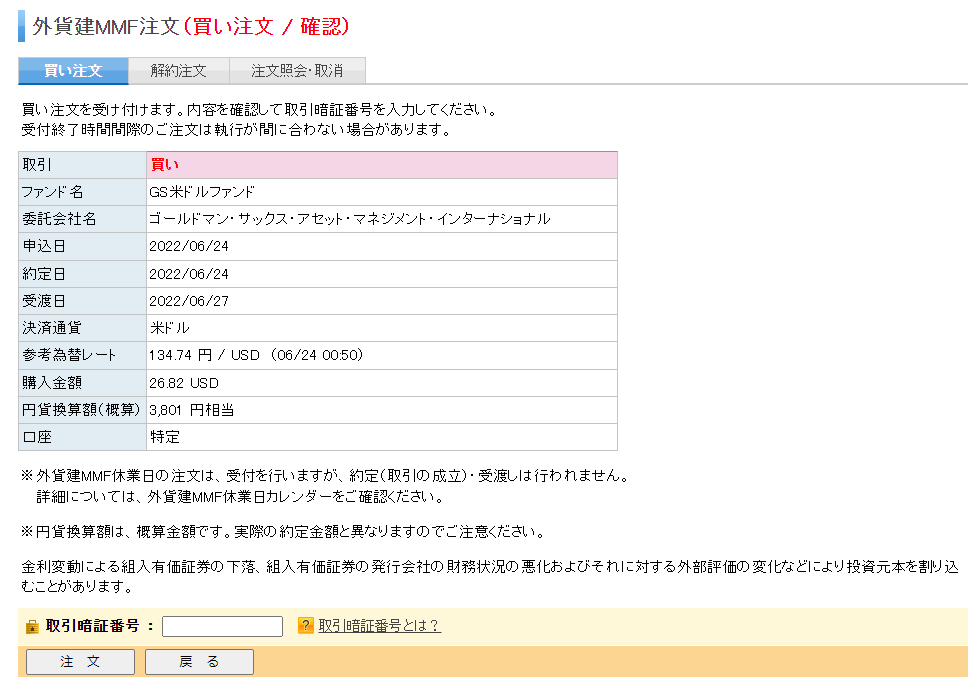 外貨建MMF注文(買い注文 / 確認)
買い注文 解約注文 注文照会・取消
買い注文を受け付けます。内容を確認して取引暗証番号を入力してください。
受付終了時間間際のご注文は執行が間に合わない場合があります。
取引 買い
ファンド名 GS米ドルファンド
委託会社名 ゴールドマン・サックス・アセット・マネジメント・インターナショナル
申込日 2022/06/24
約定日 2022/06/24
受渡日 2022/06/27
決済通貨 米ドル
参考為替レート 134.74 円 / USD (06/24 00:50)
購入金額 26.82 USD
円貨換算額(概算) 3,801 円相当
口座 特定
※外貨建MMF休業日の注文は、受付を行いますが、約定(取引の成立)・受渡しは行われません。
詳細については、外貨建MMF休業日カレンダーをご確認ください。
※円貨換算額は、概算金額です。実際の約定金額と異なりますのでご注意ください。
金利変動による組入有価証券の下落、組入有価証券の発行会社の財務状況の悪化およびそれに対する外部評価の変化などにより投資元本を割り込
むことがあります。
取引暗証番号 : ? 取引暗証番号とは?
注 文 戻 る